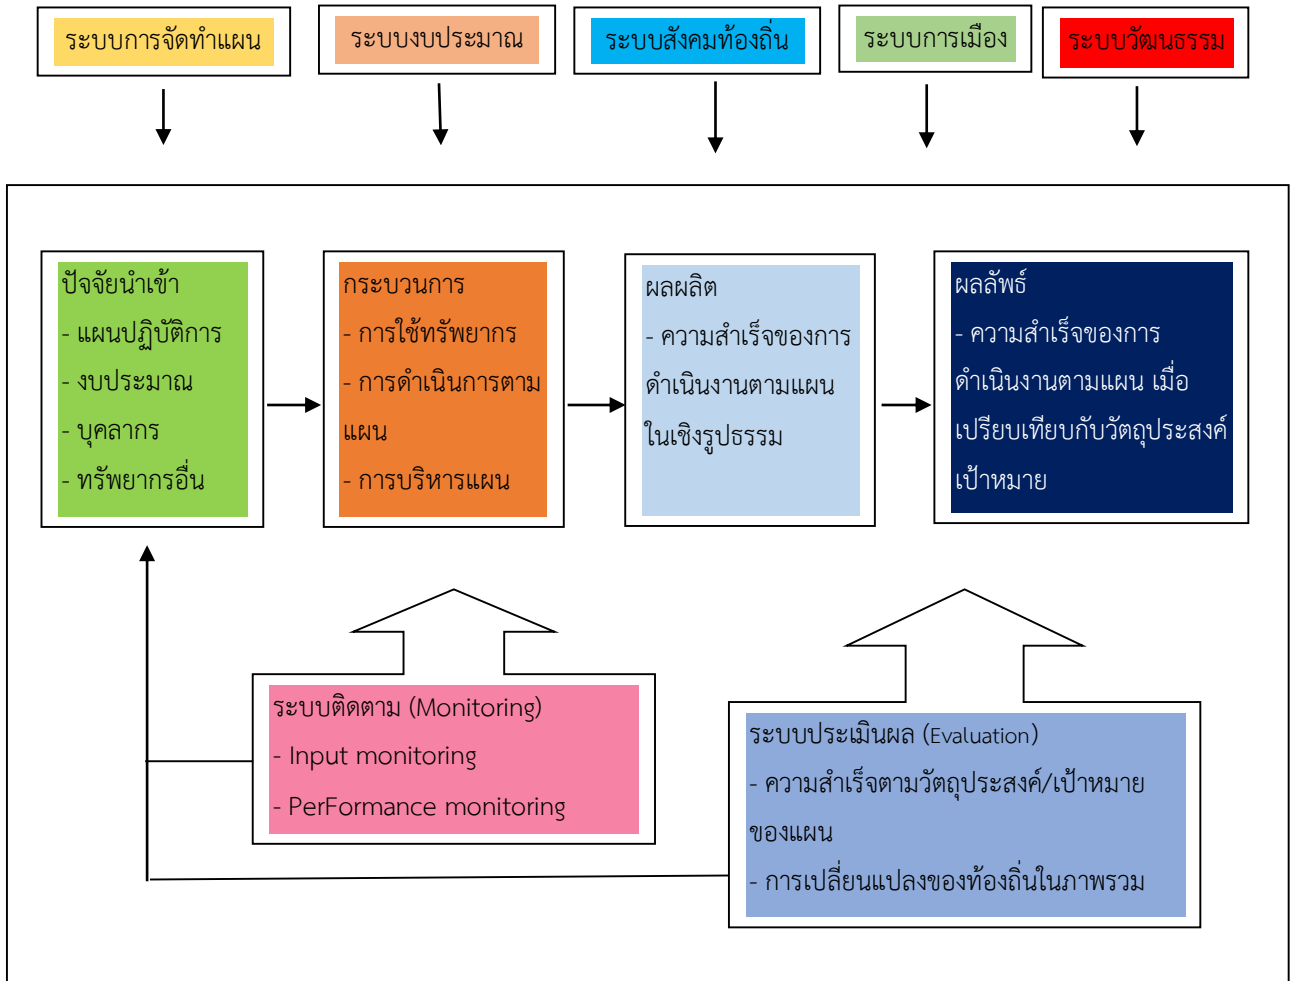 ระบบการจัดทำแผน
ระบบงบประมาณ
ระบบสังคมท้องถิ่น
ระบบการเมือง
ระบบวัฒนธรรม
ปัจจัยนำเข้า
- แผนปฏิบัติการ
- งบประมาณ
- บุคลากร
- ทรัพยากรอื่น
กระบวนการ
- การใช้ทรัพยากร
- การดำเนินการตาม
แผน
- การบริหารแผน
ผลผลิต
- ความสำเร็จของการ
ดำเนินงานตามแผน
ในเชิงรูปธรรม
ผลลัพธ์
- ความสำเร็จของการ
ดำเนินงานตามแผน เมื่อ
เปรียบเทียบกับวัตถุประสงค์
เป้าหมาย
ระบบติดตาม (Monitoring)
- Input monitoring
- PerFormance monitoring
ระบบประเมินผล (Evaluation)
- ความสำเร็จตามวัตถุประสงค์/เป้าหมาย
ของแผน
- การเปลี่ยนแปลงของท้องถิ่นในภาพรวม